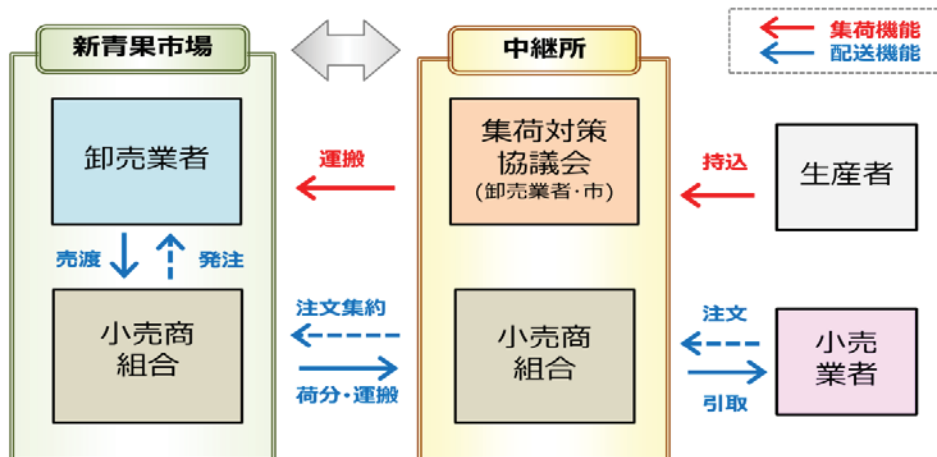 新青果市場
中継所
集荷機能
配送機能
卸売業者
運搬
集荷対策
協議会
(卸売業者・市)
持込
生産者
売渡
発注
小売商
組合
注文集約
荷分・運搬
小売商
組合
注文
引取
小売
業者